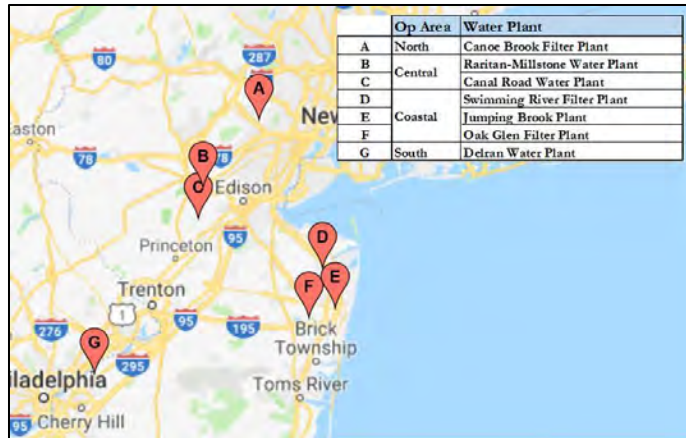 Op Area Water Plant
A North Canoe Brook Filter Plant
B Central Raritan-Millstone Water Plant
C Canal Road Water Plant
D Coastal Swimming River Filter Plant
E Jumping Brook Plant
F Oak Glen Filter Plant
G South Delran Water Plant
80
287
A
New
aston
78
B
78
C
Edison
Princeton
95
D
E
F
Trenton
1
95
195
276
G
295
Brick
Township
iladelphia
Toms River
Cherry Hill
95